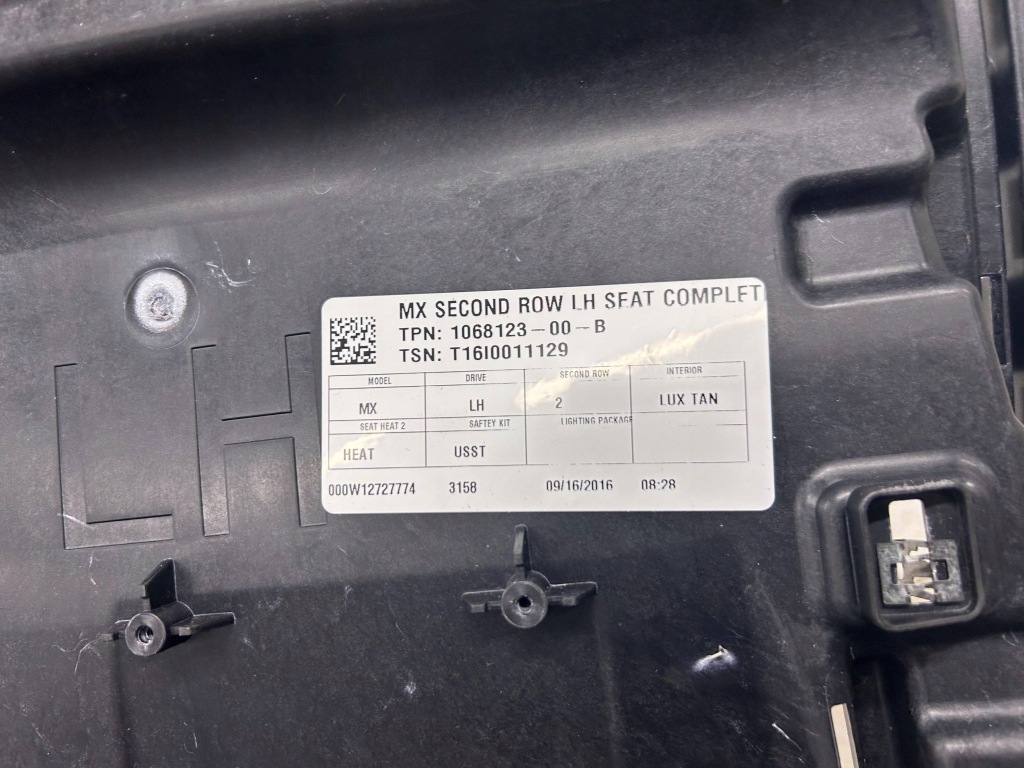 MX SECOND ROW LH SEAT COMPLET
TPN: 1068123-00-B
TSN: T16I0011129
MODEL DRIVE SECOND ROW INTERIOR
MX LH 2 LUX TAN
SEAT HEAT 2 SAFTEY KIT LIGHTING PACKAGE
HEAT USST
000W12727774 3158 09/16/2016 08:28
LH